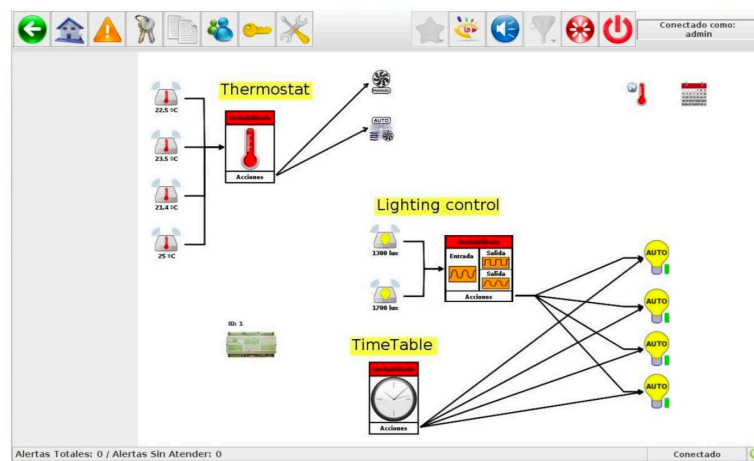 Conectado como:
admin
Thermostat
MANUAL
22.5 ºC
AUTO
23.5 ºC
Acciones
21.4 ºC
Lighting control
25 ºC
1300 lux
Entrada
Salida
Salida
AUTO
1700 lux
Acciones
AUTO
ID: 1
TimeTable
AUTO
AUTO
Acciones
Alertas Totales: 0 / Alertas Sin Atender: 0
Conectado